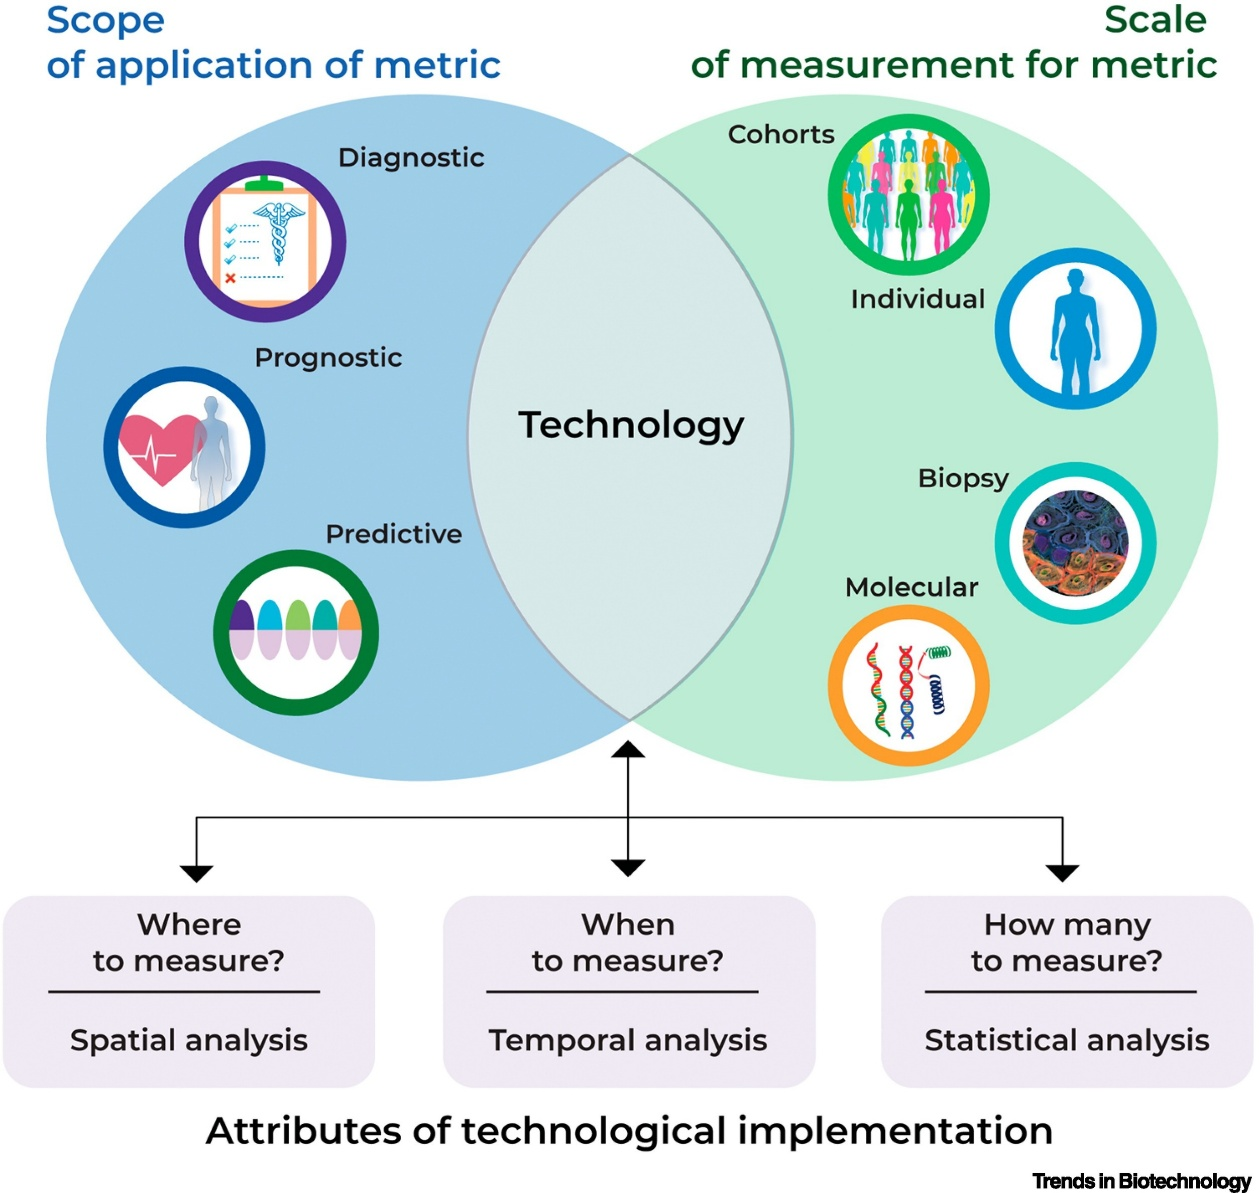 Scope
of application of metric
Scale
of measurement for metric
Diagnostic
Prognostic
Predictive
Technology
Cohorts
Individual
Biopsy
Molecular
Where
to measure?
Spatial analysis
When
to measure?
Temporal analysis
How many
to measure?
Statistical analysis
Attributes of technological implementation
Trends in Biotechnology